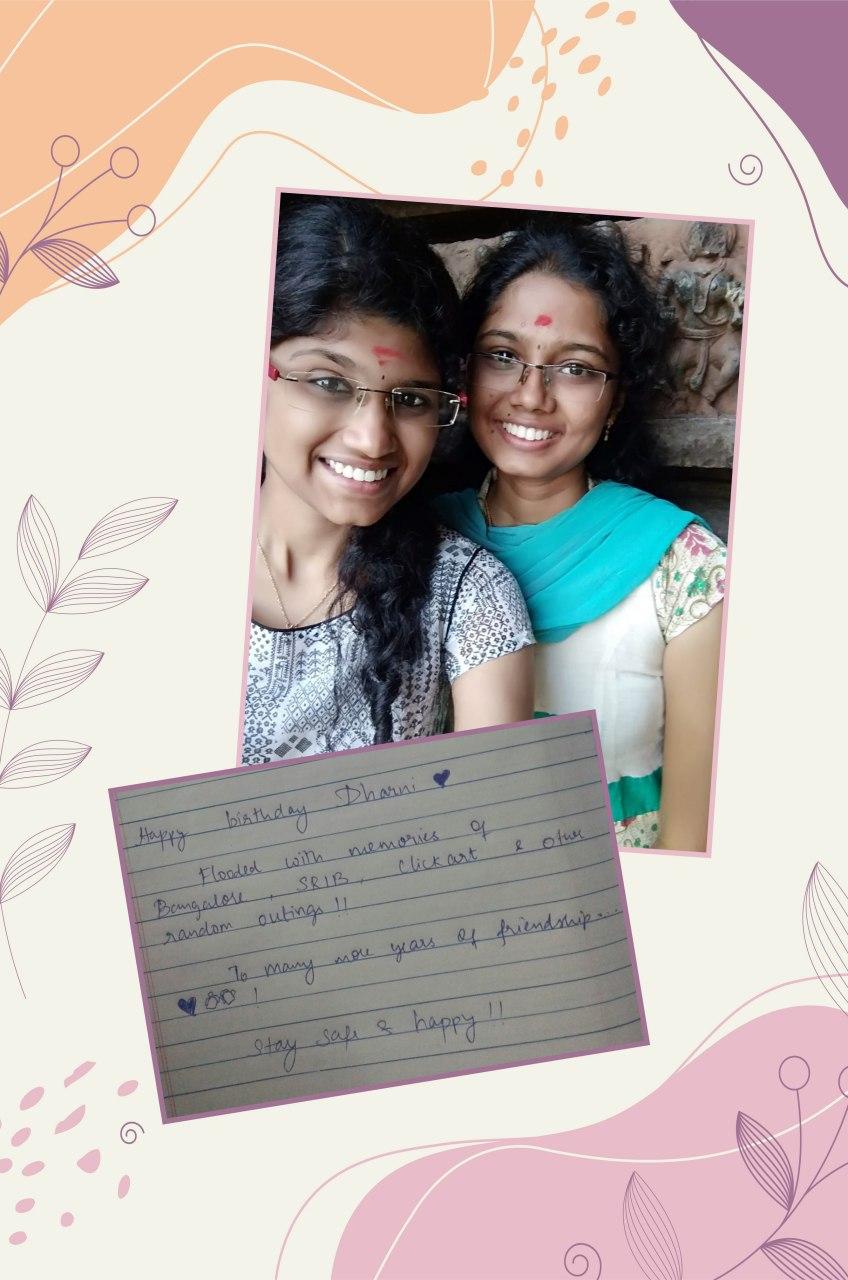 Happy birthday Dharni ♥
Flooded with memories of
Bangalore, SRIB, Clickart & other
random outings !!
To many more years of friendship...
♥ !
Stay safe & happy !!